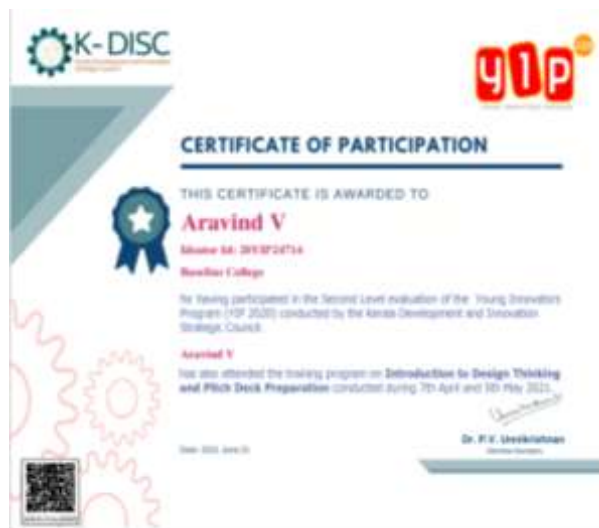 K-DISC
yip
CERTIFICATE OF PARTICIPATION
THIS CERTIFICATE IS AWARDED TO
Aravind V
Baselios College
for having participated in the Second Level evaluation of the Young Innovators
Program (YIP 2020) conducted by the Kerala Development and Innovation
Strategic Council.
Aravind V
has also attended the training program on Introduction to Design Thinking
and Pitch Deck Preparation conducted during 7th April and 5th May 2021.
Dr. P.V. Unnikrishnan